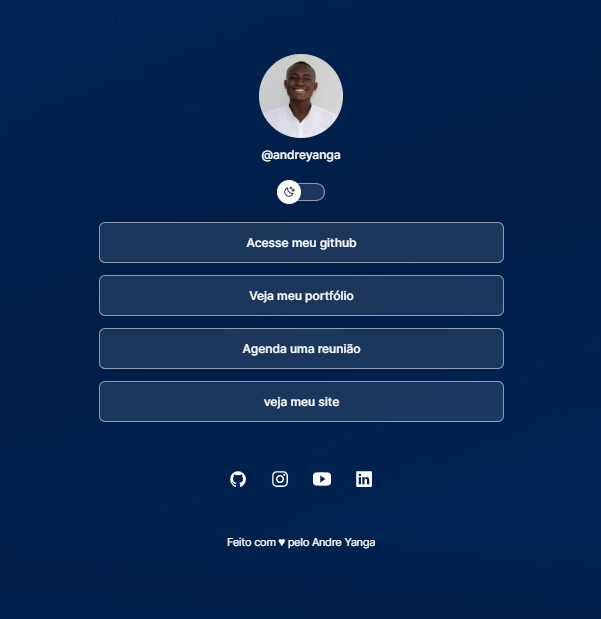 @andreyanga
Acesse meu github
Veja meu portfólio
Agenda uma reunião
veja meu site
Feito com ♥ pelo Andre Yanga